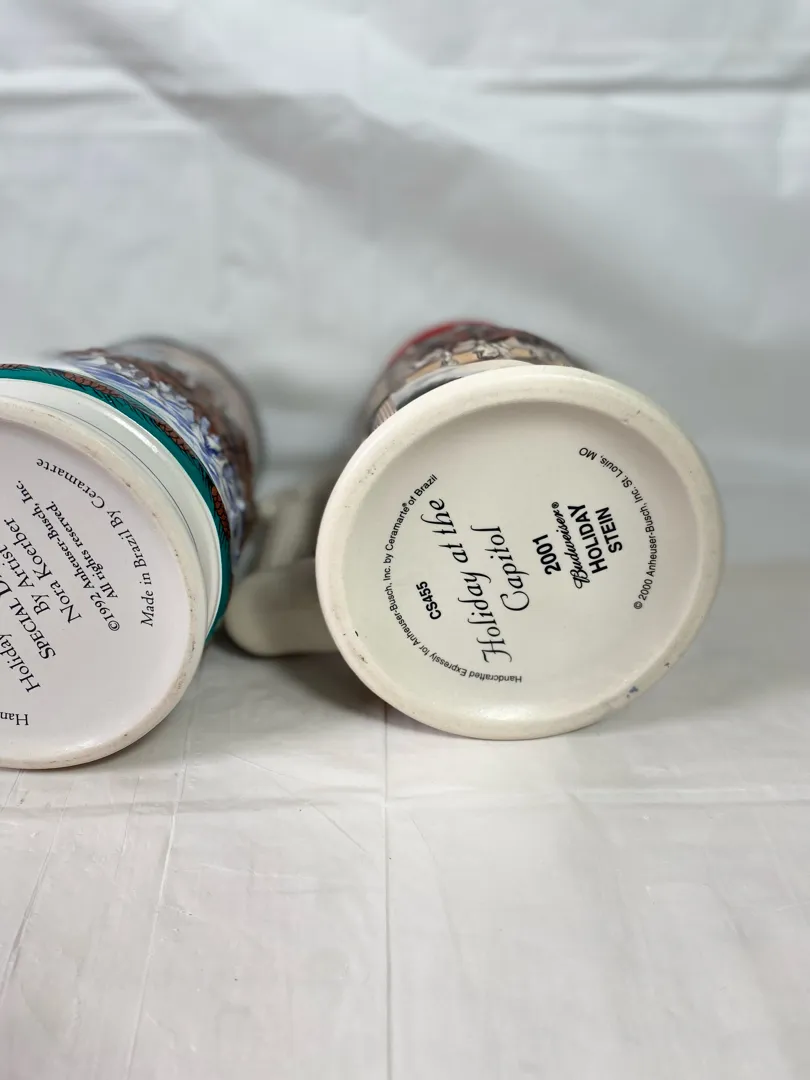 Holiday
SPECIAL
By Artist
Nora Koerber
©1992 Anheuser-Busch, Inc.
All rights reserved.
Made in Brazil By Ceramarte
Handcrafted Expressly for Anheuser-Busch, Inc. by Ceramarte® of Brazil
CS455
Holiday at the
Capitol
2001
Budweiser®
HOLIDAY
STEIN
© 2000 Anheuser-Busch, Inc. St. Louis, MO